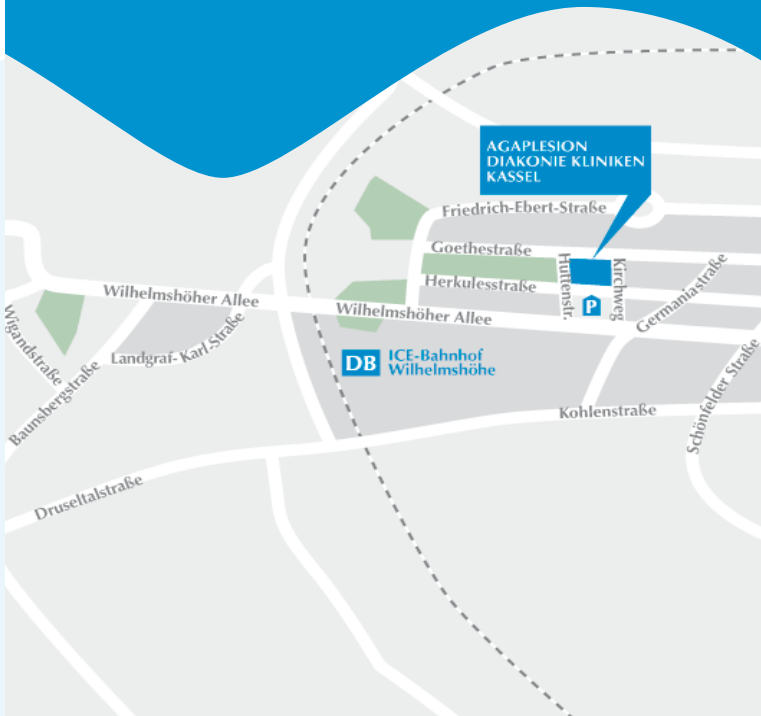 AGAPLESION
DIAKONIE KLINIKEN
KASSEL
Friedrich-Ebert-Straße
Goethestraße
Herkulesstraße
Huttenstr.
Kirchweg
Germaniastraße
P
Wilhelmshöher Allee
Wilhelmshöher Allee
Wigandstraße
Landgraf-Karl-Straße
Baunsbergstraße
DB ICE-Bahnhof
Wilhelmshöhe
Schönfelder Straße
Kohlenstraße
Druseltalstraße